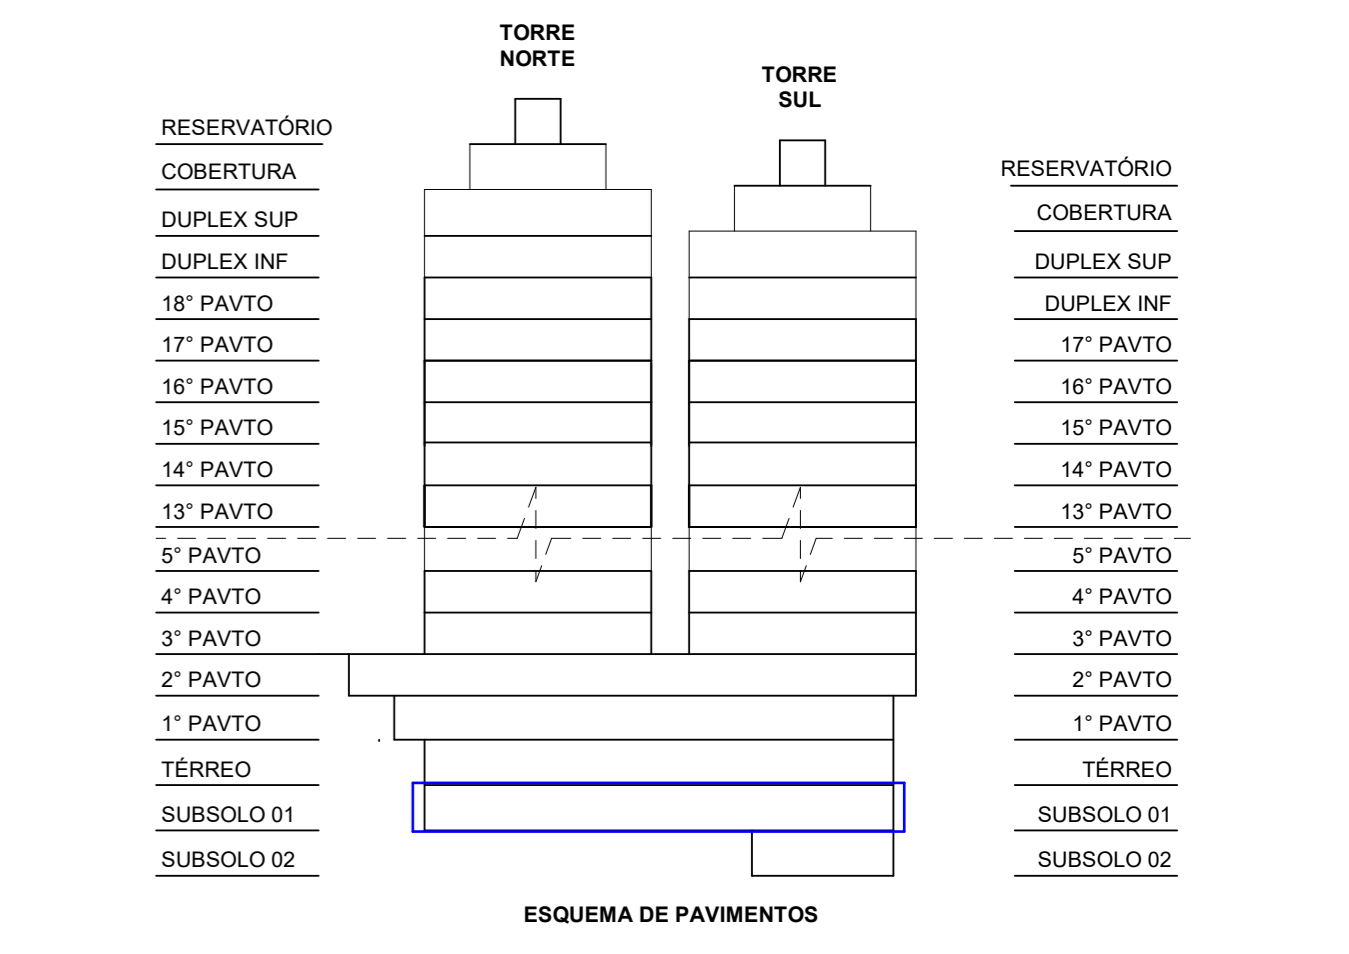 TORRE
NORTE
TORRE
SUL
RESERVATÓRIO
COBERTURA
DUPLEX SUP
DUPLEX INF
18° PAVTO
17° PAVTO
16° PAVTO
15° PAVTO
14° PAVTO
13° PAVTO
5° PAVTO
4° PAVTO
3° PAVTO
2° PAVTO
1° PAVTO
TÉRREO
SUBSOLO 01
SUBSOLO 02
RESERVATÓRIO
COBERTURA
DUPLEX SUP
DUPLEX INF
17° PAVTO
16° PAVTO
15° PAVTO
14° PAVTO
13° PAVTO
5° PAVTO
4° PAVTO
3° PAVTO
2° PAVTO
1° PAVTO
TÉRREO
SUBSOLO 01
SUBSOLO 02
ESQUEMA DE PAVIMENTOS